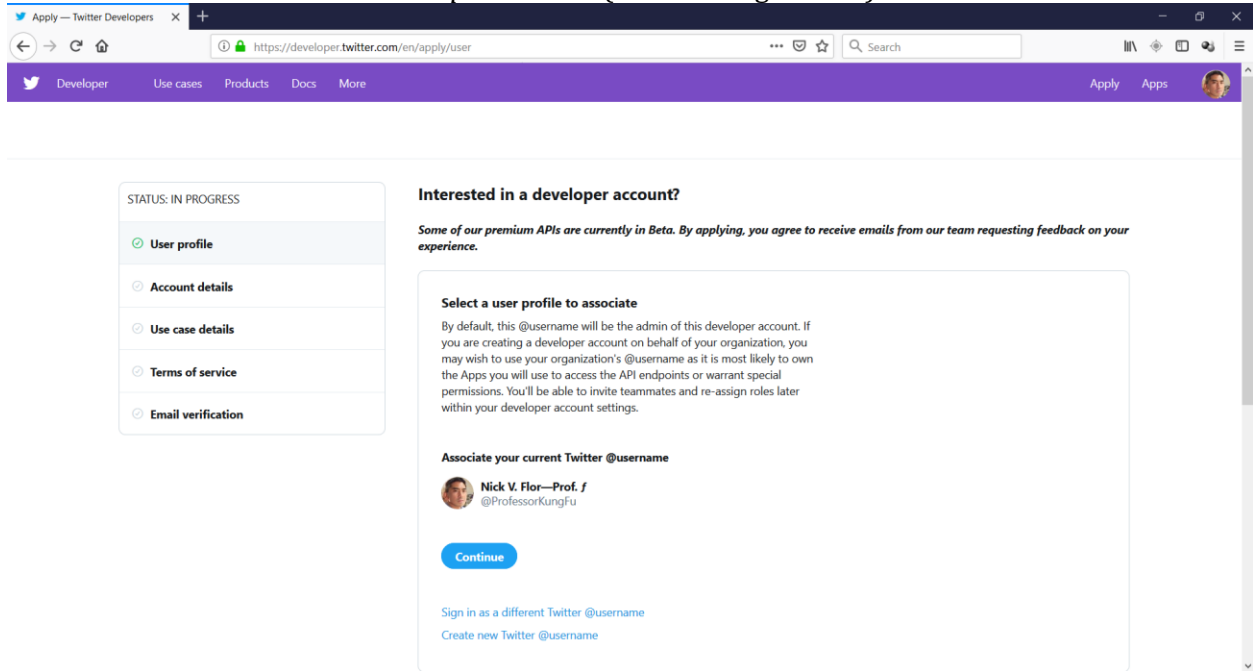 Apply — Twitter Developers
https://developer.twitter.com/en/apply/user
Search
Developer Use cases Products Docs More Apply Apps
STATUS: IN PROGRESS
User profile
Account details
Use case details
Terms of service
Email verification
Interested in a developer account?
Some of our premium APIs are currently in Beta. By applying, you agree to receive emails from our team requesting feedback on your
experience.
Select a user profile to associate
By default, this @username will be the admin of this developer account. If
you are creating a developer account on behalf of your organization, you
may wish to use your organization's @username as it is most likely to own
the Apps you will use to access the API endpoints or warrant special
permissions. You'll be able to invite teammates and re-assign roles later
within your developer account settings.
Associate your current Twitter @username
Nick V. Flor—Prof. ƒ
@ProfessorKungFu
Continue
Sign in as a different Twitter @username
Create new Twitter @username